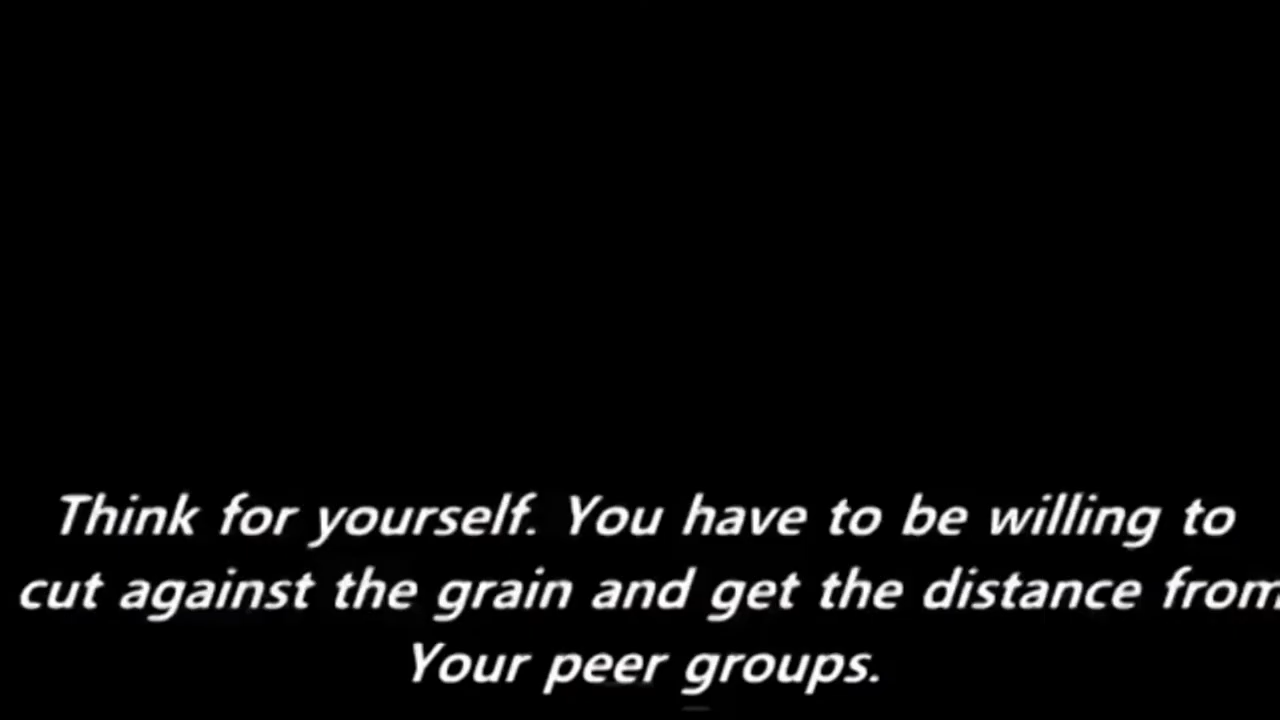 Think for yourself. You have to be willing to
cut against the grain and get the distance from
Your peer groups.